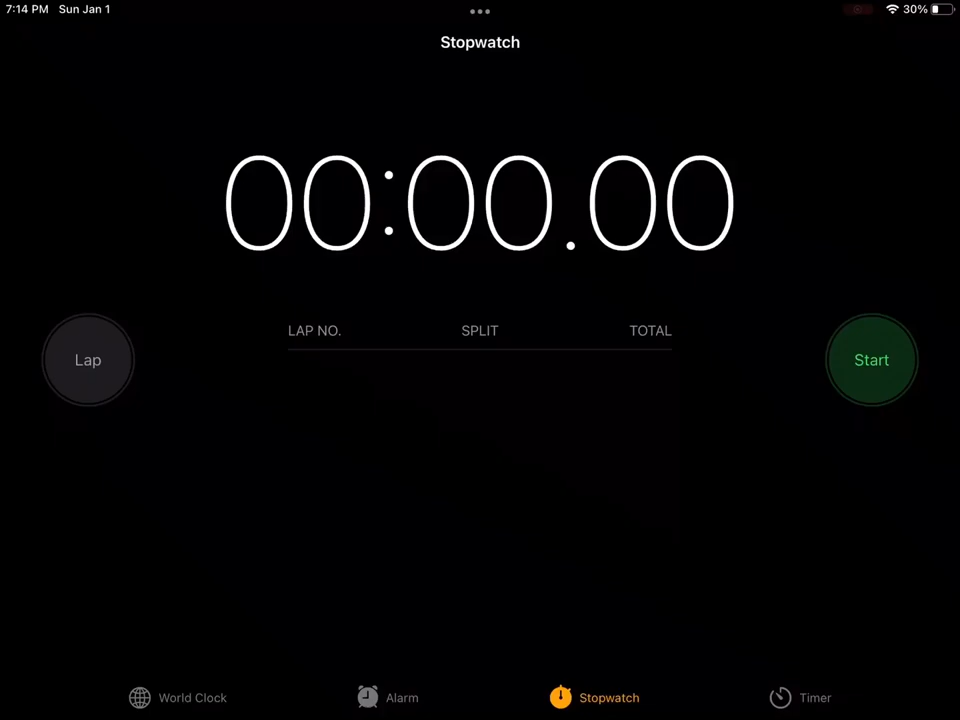 7:14 PM Sun Jan 1
30%
Stopwatch
00:00.00
LAP NO. SPLIT TOTAL
Lap
Start
World Clock Alarm Stopwatch Timer